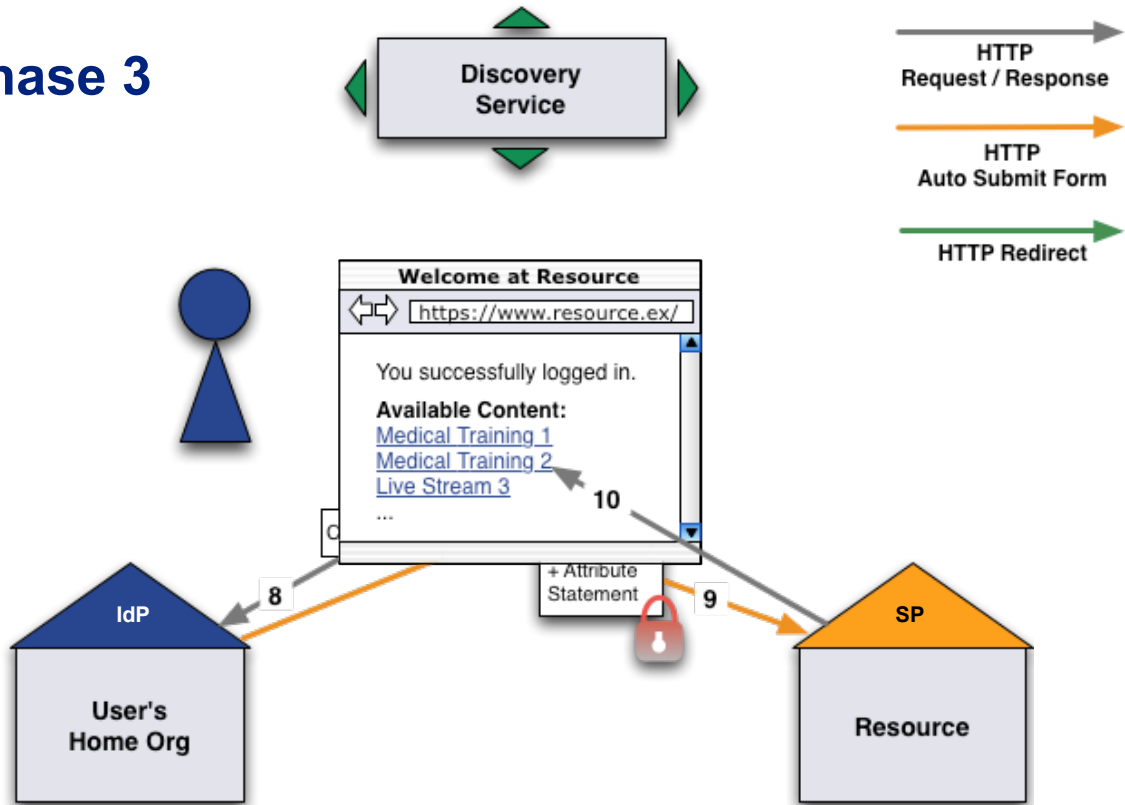 3
Discovery
Service
HTTP
Request / Response
HTTP
Auto Submit Form
HTTP Redirect
Welcome at Resource
https://www.resource.ex/
You successfully logged in.
Available Content:
Medical Training 1
Medical Training 2
Live Stream 3
...
10
+ Attribute
Statement
8
9
IdP
SP
User's
Home Org
Resource